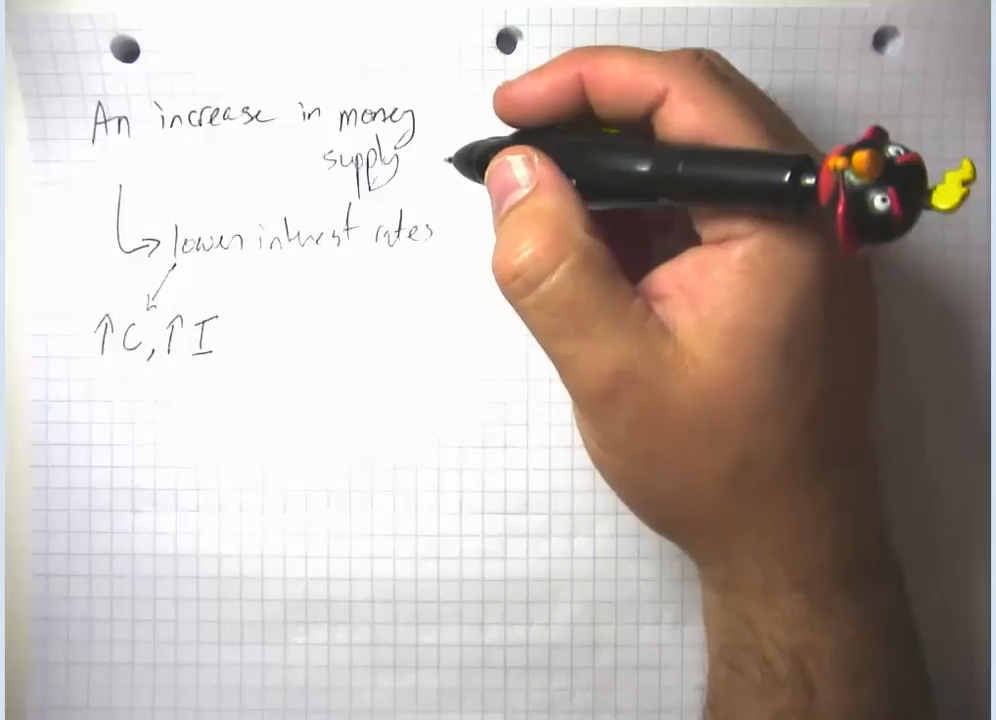 An increase in money
supply
lower interest rates
↑C, ↑I